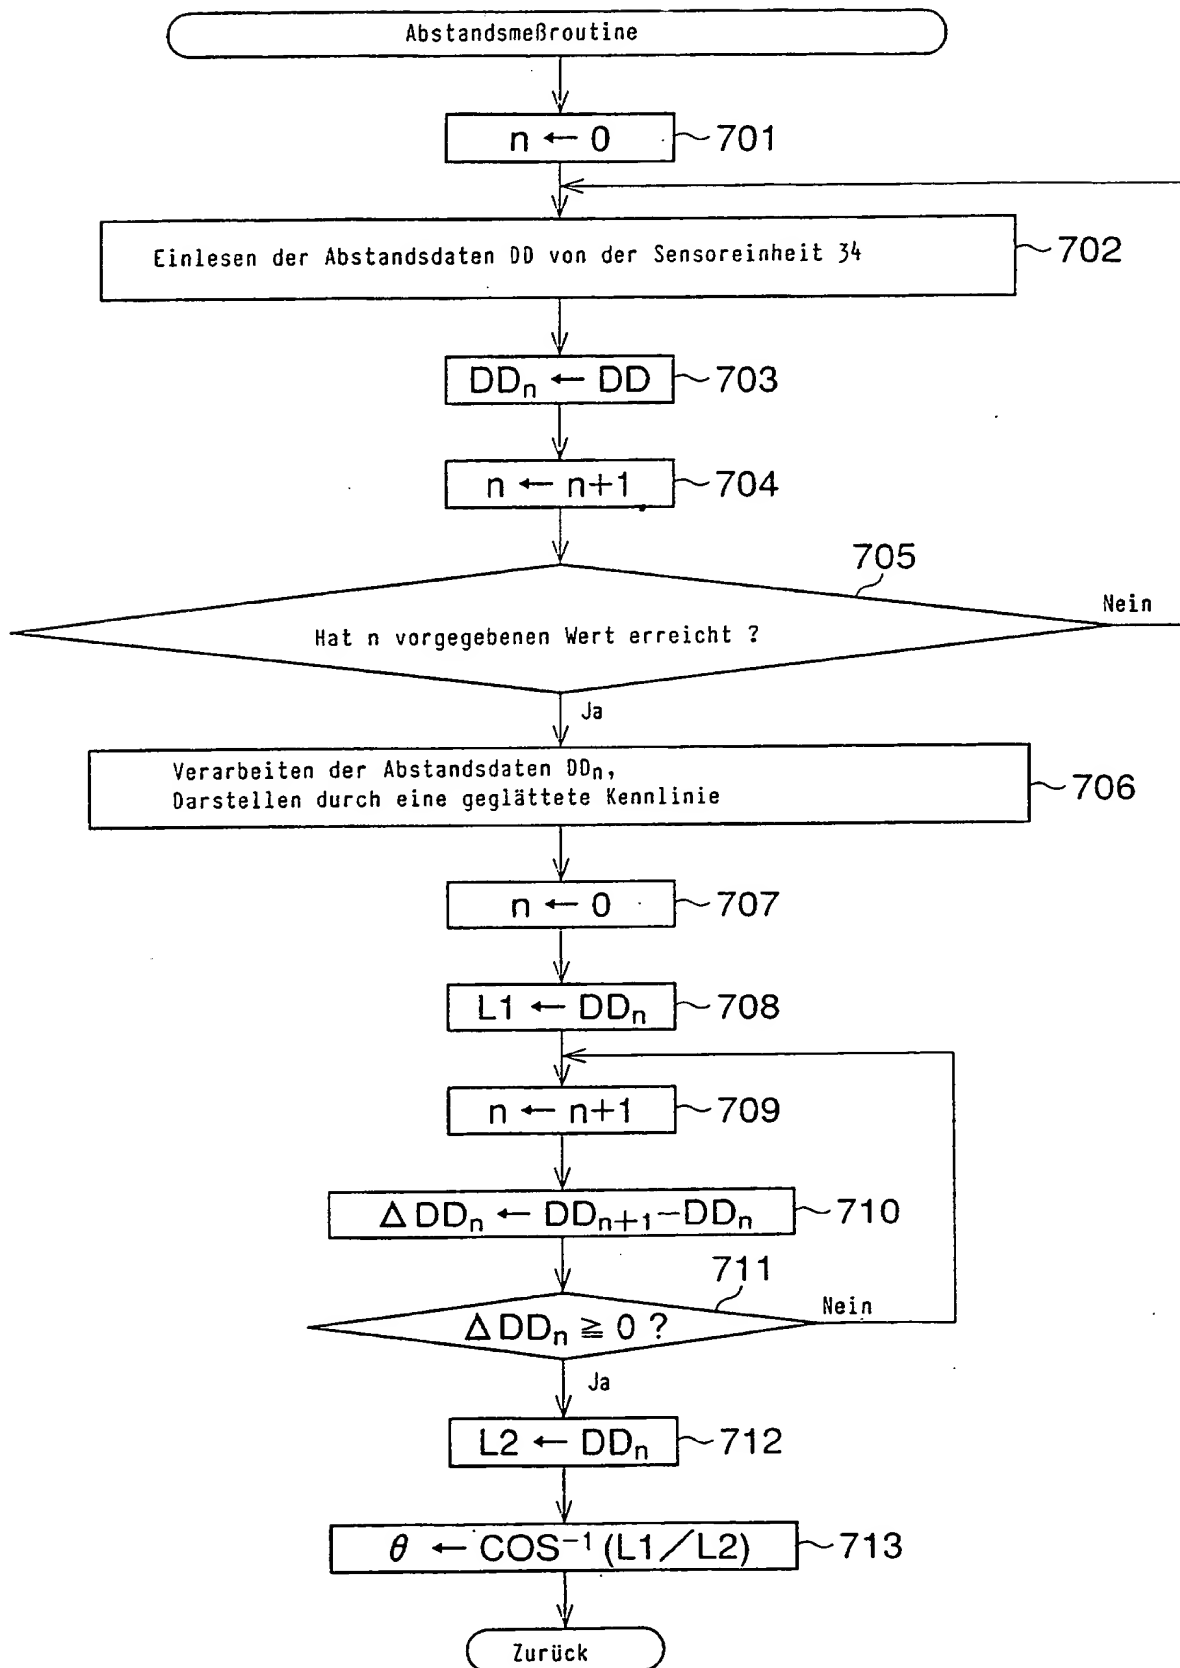 Abstandsmeßroutine
n ← 0
701
Einlesen der Abstandsdaten DD von der Sensoreinheit 34
702
DDn ← DD
703
n ← n+1
704
705
Hat n vorgegebenen Wert erreicht ?
Nein
Ja
Verarbeiten der Abstandsdaten DDn,
Darstellen durch eine geglättete Kennlinie
706
n ← 0
707
L1 ← DDn
708
n ← n+1
709
Δ DDn ← DDn+1−DDn
710
711
Δ DDn ≧ 0 ?
Nein
Ja
L2 ← DDn
712
θ ← COS⁻¹ (L1/L2)
713
Zurück